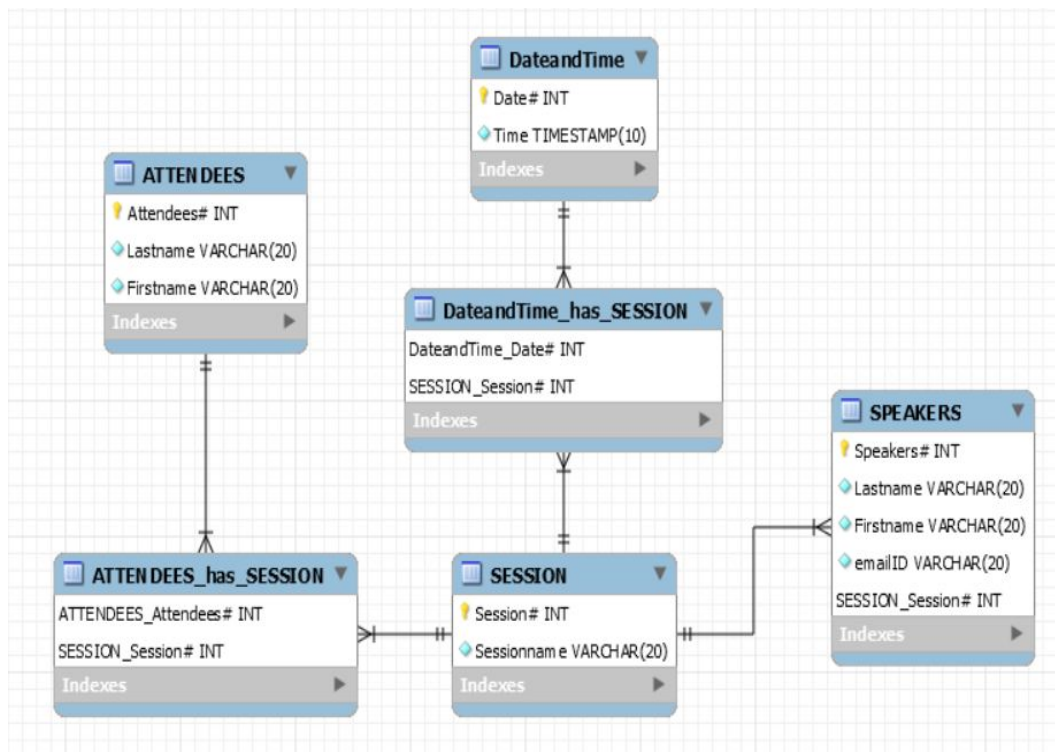 DateandTime
Date# INT
Time TIMESTAMP(10)
Indexes
ATTENDEES
Attendees# INT
Lastname VARCHAR(20)
Firstname VARCHAR(20)
Indexes
DateandTime_has_SESSION
DateandTime_Date# INT
SESSION_Session# INT
Indexes
SPEAKERS
Speakers# INT
Lastname VARCHAR(20)
Firstname VARCHAR(20)
emailID VARCHAR(20)
SESSION_Session# INT
Indexes
ATTENDEES_has_SESSION
ATTENDEES_Attendees# INT
SESSION_Session# INT
Indexes
SESSION
Session# INT
Sessionname VARCHAR(20)
Indexes